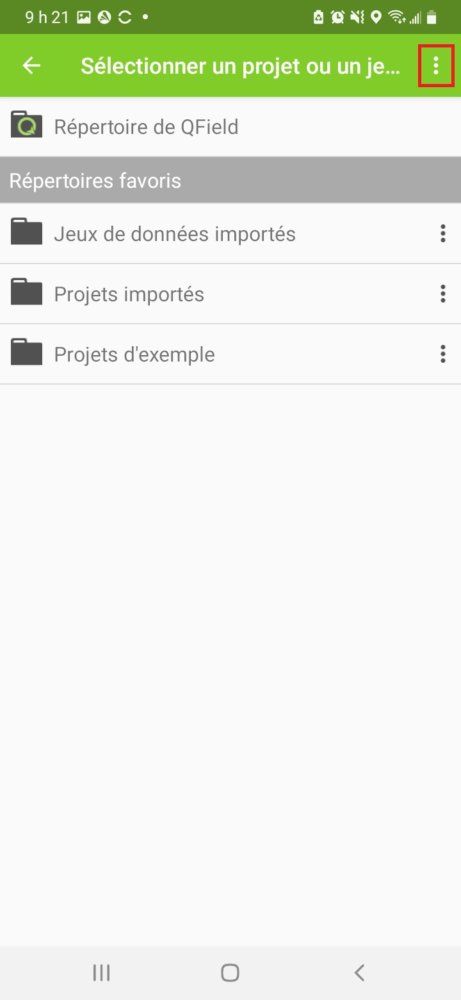 9 h 21
Sélectionner un projet ou un je...
Répertoire de QField
Répertoires favoris
Jeux de données importés
Projets importés
Projets d'exemple